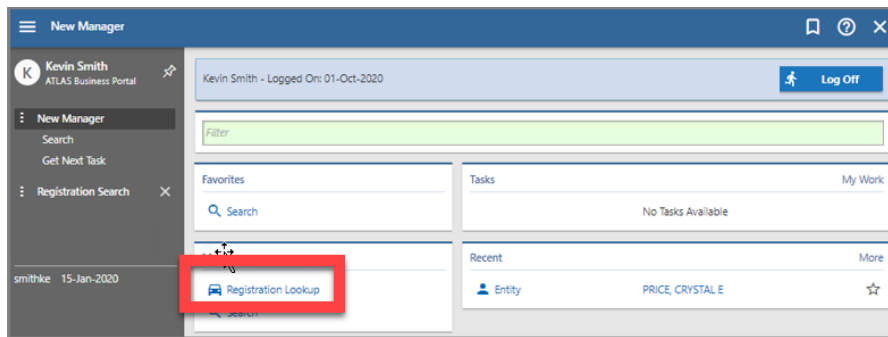 New Manager
K
Kevin Smith
ATLAS Business Portal
New Manager
Search
Get Next Task
Registration Search
smithke 15-Jan-2020
Kevin Smith - Logged On: 01-Oct-2020
Log Off
Filter
Favorites
Search
Tasks
My Work
No Tasks Available
Registration Lookup
Search
Recent
More
Entity
PRICE, CRYSTAL E